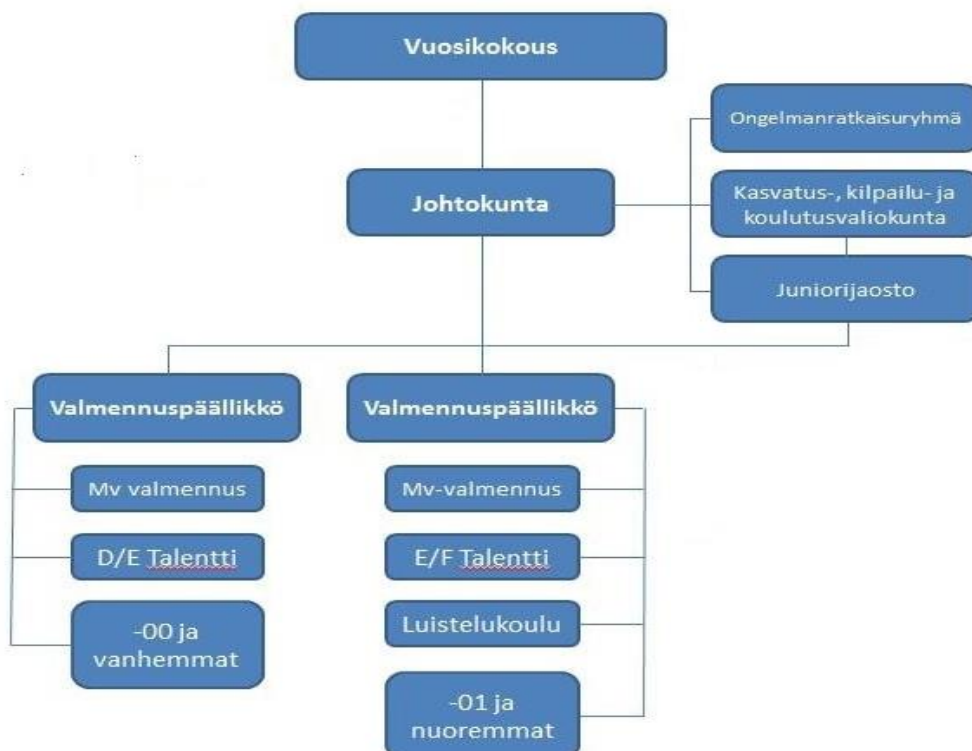 Vuosikokous
Ongelmanratkaisuryhmä
Johtokunta
Kasvatus-, kilpailu- ja
koulutusvaliokunta
Juniorijaosto
Valmennuspäällikkö
Mv valmennus
D/E Talentti
-00 ja
vanhemmat
Valmennuspäällikkö
Mv-valmennus
E/F Talentti
Luistelukoulu
-01 ja
nuoremmat